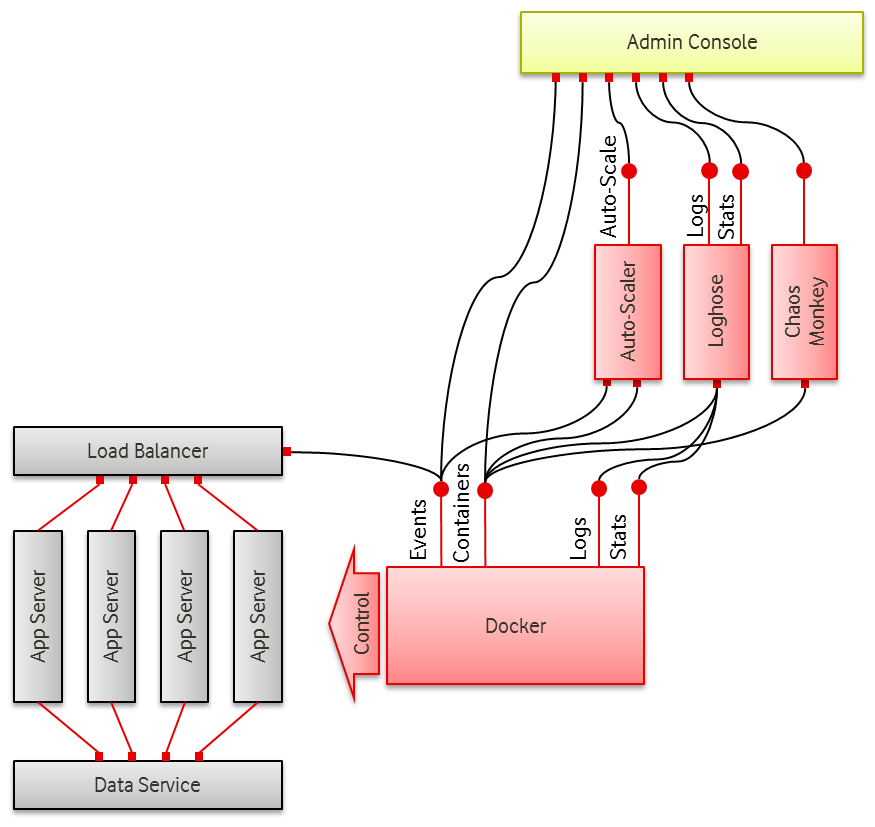 Admin Console
Auto-Scale
Logs
Stats
Auto-Scaler
Loghose
Chaos
Monkey
Load Balancer
Events
Containers
Logs
Stats
App Server
App Server
App Server
App Server
Control
Docker
Data Service